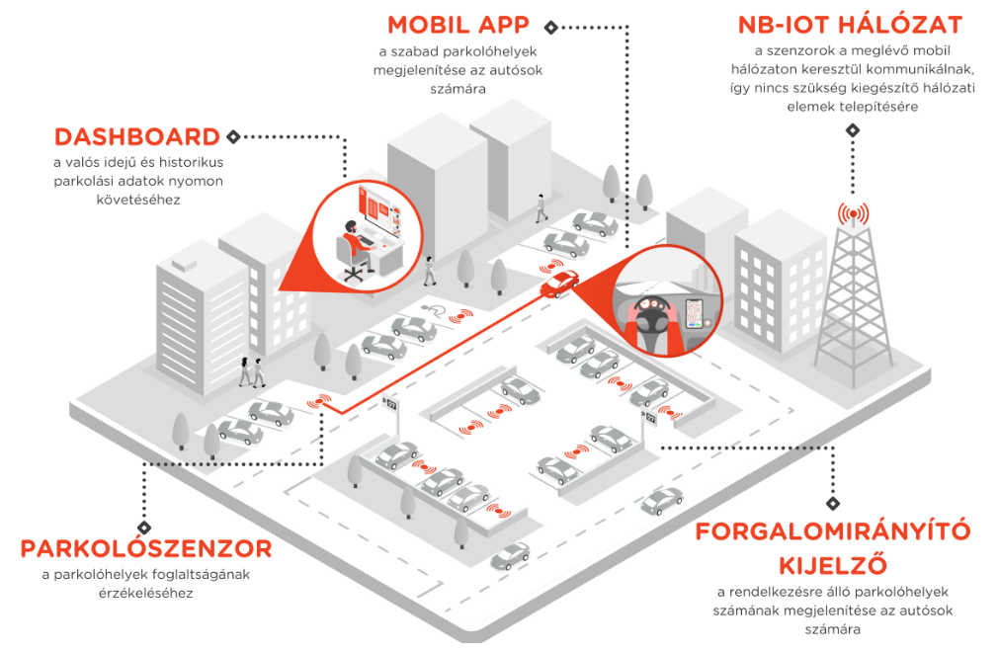 MOBIL APP
a szabad parkolóhelyek
megjelenítése az autósok
számára
NB-IOT HÁLÓZAT
a szenzorok a meglévő mobil
hálózaton keresztül kommunikálnak,
így nincs szükség kiegészítő hálózati
elemek telepítésére
DASHBOARD
a valós idejű és historikus
parkolási adatok nyomon
követéséhez
P 07
P 07
PARKOLÓSZENZOR
a parkolóhelyek foglaltságának
érzékeléséhez
FORGALOMIRÁNYÍTÓ
KIJELZŐ
a rendelkezésre álló parkolóhelyek
számának megjelenítése az autósok
számára